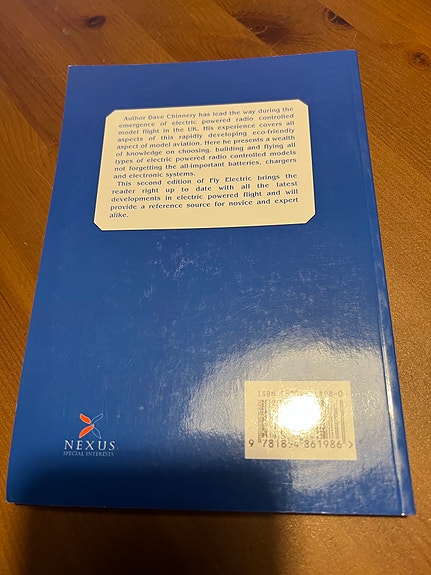 Author Dave Chinnery has lead the way during the
emergence of electric powered radio controlled
model flight in the UK. His experience covers all
aspects of this rapidly developing eco-friendly
aspect of model aviation. Here he presents a wealth
of knowledge on choosing, building and flying all
types of electric powered radio controlled models
not forgetting the all-important batteries, chargers
and electronic systems.
This second edition of Fly Electric brings the
reader right up to date with all the latest
developments in electric powered flight and will
provide a reference source for novice and expert
alike.
ISBN
NEXUS
SPECIAL INTERESTS
861986>